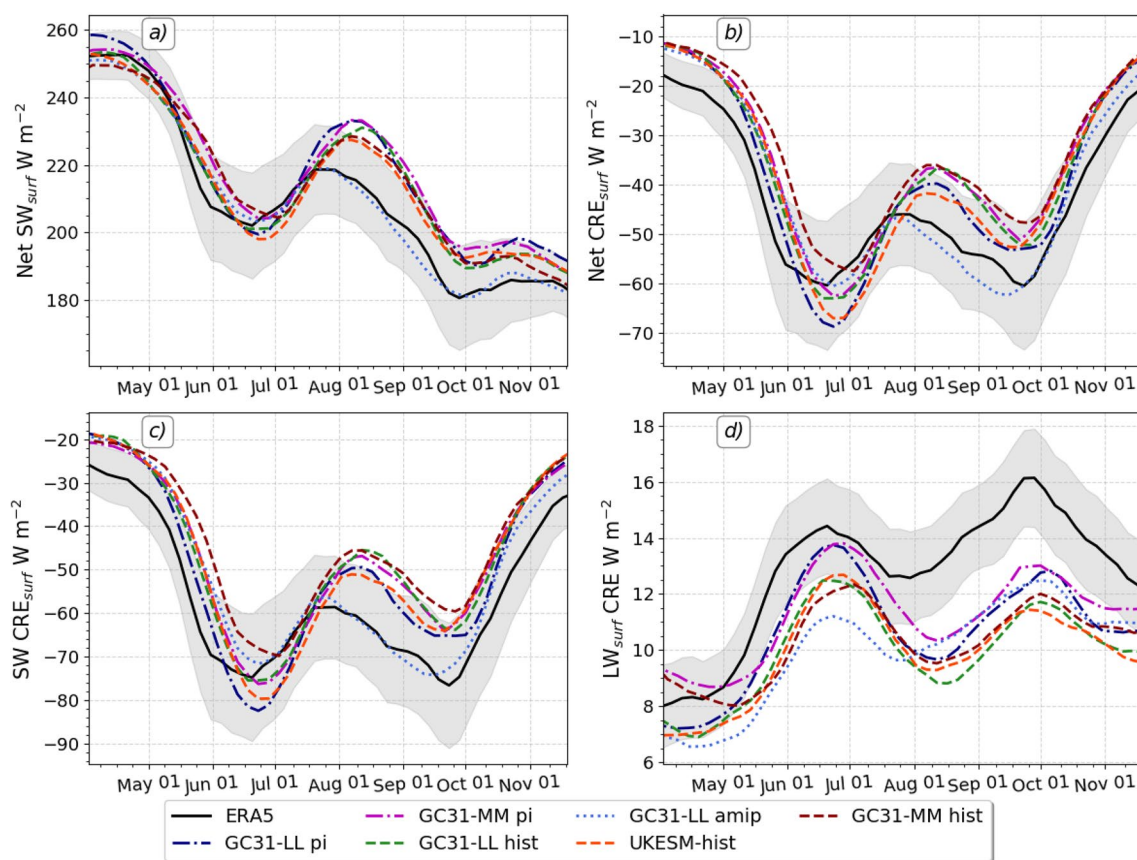 a)
260
240
220
200
180
Net SW_surf W m⁻²
May 01 Jun 01 Jul 01 Aug 01 Sep 01 Oct 01 Nov 01
b)
-10
-20
-30
-40
-50
-60
-70
Net CRE_surf W m⁻²
May 01 Jun 01 Jul 01 Aug 01 Sep 01 Oct 01 Nov 01
c)
-20
-30
-40
-50
-60
-70
-80
-90
SW CRE_surf W m⁻²
May 01 Jun 01 Jul 01 Aug 01 Sep 01 Oct 01 Nov 01
d)
18
16
14
12
10
8
6
LW_surf CRE W m⁻²
May 01 Jun 01 Jul 01 Aug 01 Sep 01 Oct 01 Nov 01
ERA5 GC31-MM pi GC31-LL amip GC31-MM hist
GC31-LL pi GC31-LL hist UKESM-hist